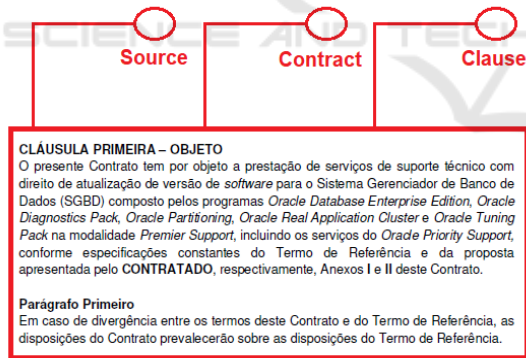 SCIENCE AND TECH
Source
Contract
Clause
CLÁUSULA PRIMEIRA – OBJETO
O presente Contrato tem por objeto a prestação de serviços de suporte técnico com
direito de atualização de versão de software para o Sistema Gerenciador de Banco de
Dados (SGBD) composto pelos programas Oracle Database Enterprise Edition, Oracle
Diagnostics Pack, Oracle Partitioning, Oracle Real Application Cluster e Oracle Tuning
Pack na modalidade Premier Support, incluindo os serviços do Oracle Priority Support,
conforme especificações constantes do Termo de Referência e da proposta
apresentada pelo CONTRATADO, respectivamente, Anexos I e II deste Contrato.
Parágrafo Primeiro
Em caso de divergência entre os termos deste Contrato e do Termo de Referência, as
disposições do Contrato prevalecerão sobre as disposições do Termo de Referência.